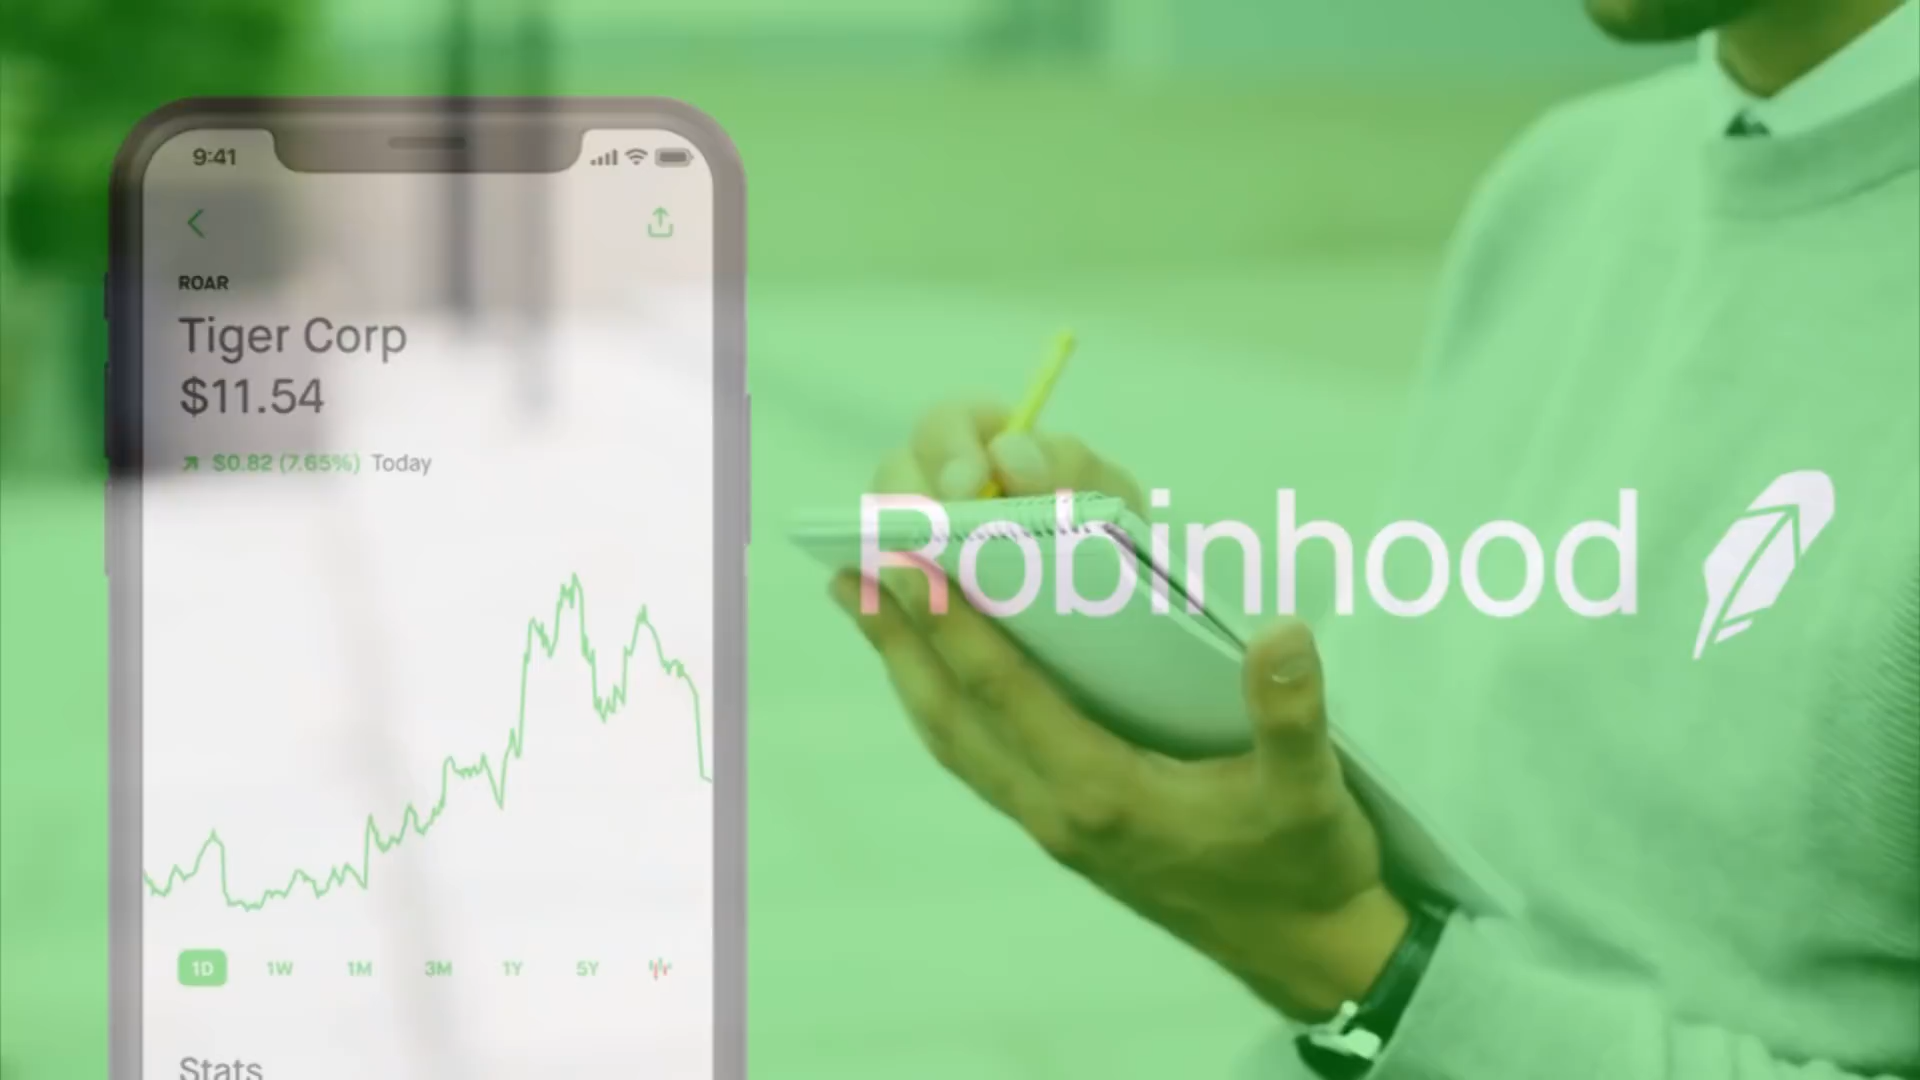 9:41
ROAR
Tiger Corp
$11.54
$0.82 (7.65%) Today
1D 1W 1M 3M 1Y 5Y
Stats
Robinhood